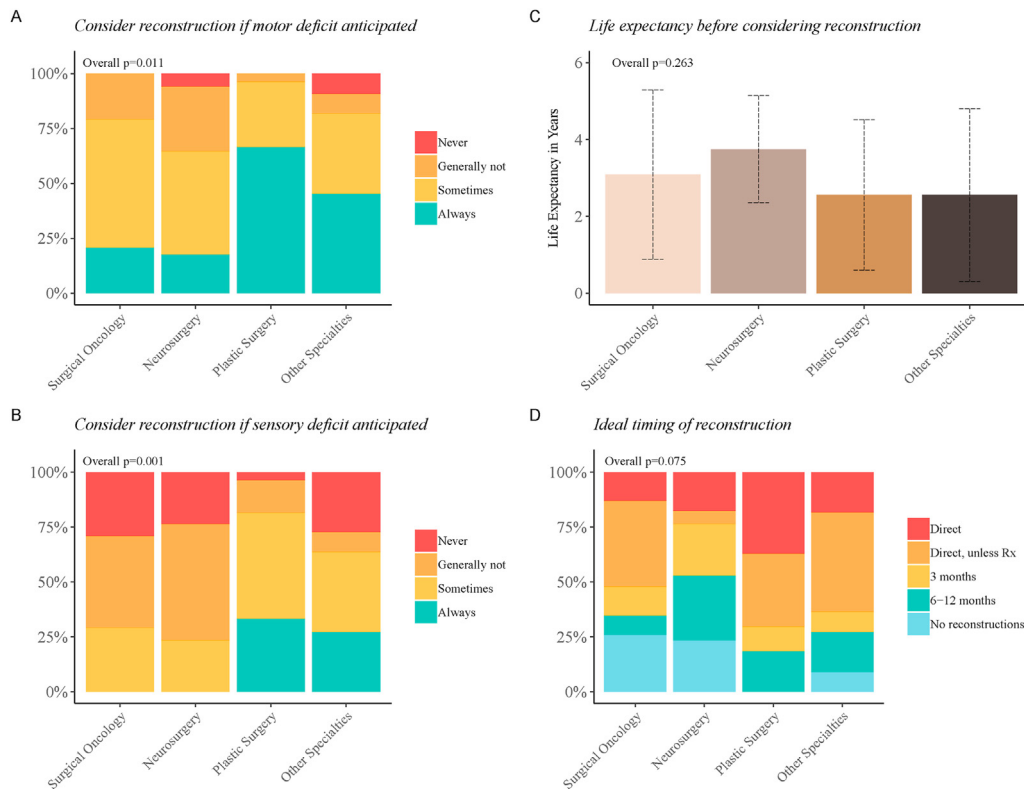 A
Consider reconstruction if motor deficit anticipated
Overall p=0.011
100%
75%
50%
25%
0%
Never
Generally not
Sometimes
Always
Surgical Oncology
Neurosurgery
Plastic Surgery
Other Specialties
C
Life expectancy before considering reconstruction
Overall p=0.263
Life Expectancy in Years
6
4
2
0
Surgical Oncology
Neurosurgery
Plastic Surgery
Other Specialties
B
Consider reconstruction if sensory deficit anticipated
Overall p=0.001
100%
75%
50%
25%
0%
Never
Generally not
Sometimes
Always
Surgical Oncology
Neurosurgery
Plastic Surgery
Other Specialties
D
Ideal timing of reconstruction
Overall p=0.075
100%
75%
50%
25%
0%
Direct
Direct, unless Rx
3 months
6−12 months
No reconstructions
Surgical Oncology
Neurosurgery
Plastic Surgery
Other Specialties